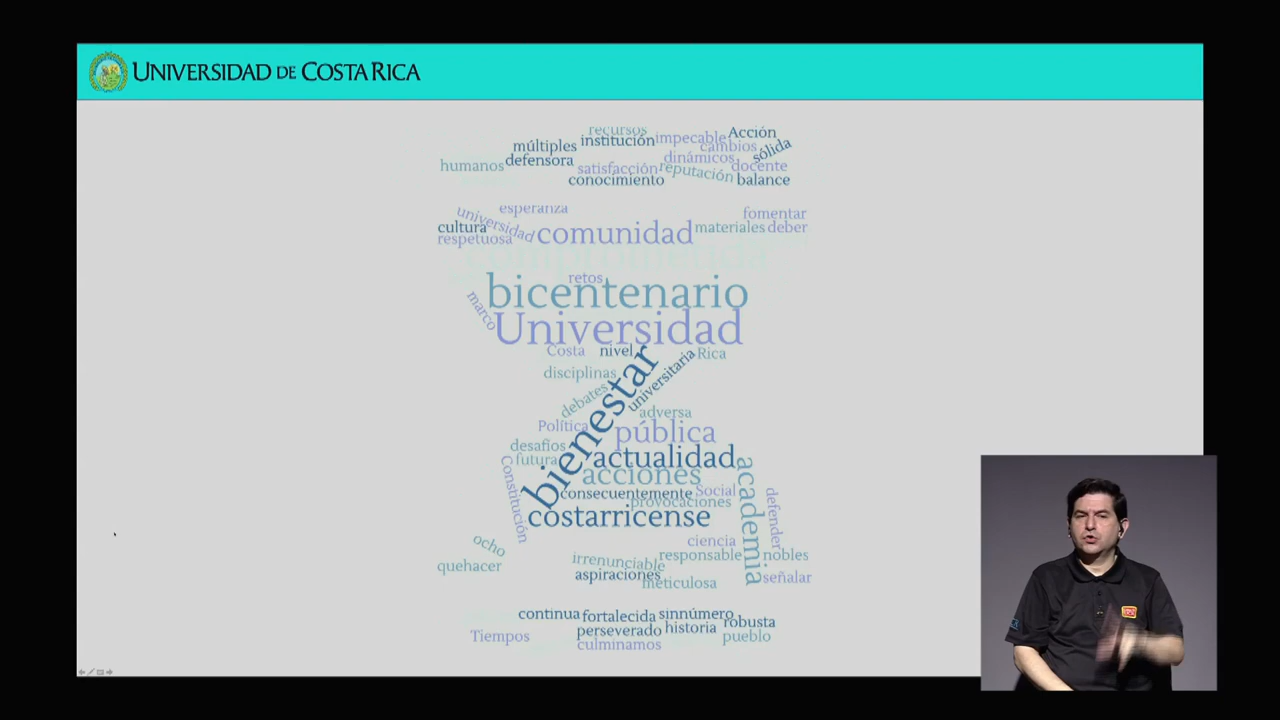 UNIVERSIDAD DE COSTA RICA
recursos
múltiples institución impecable Acción
cambios sólida
humanos defensora satisfacción dinámicos docente
reputación
conocimiento balance
esperanza fomentar
universidad
cultura comunidad materiales deber
respetuosa
comprometida
retos
bicentenario
marco
Universidad
Costa nivel Rica
disciplinas universitaria
debates
bienestar
adversa
Política pública
desafíos
futura actualidad
acciones
Constitución
consecuentemente Social
provocaciones
academia
defender
costarricense
ocho ciencia
quehacer irrenunciable responsable nobles
aspiraciones meticulosa señalar
continua fortalecida sinnúmero robusta
Tiempos perseverado historia pueblo
culminamos